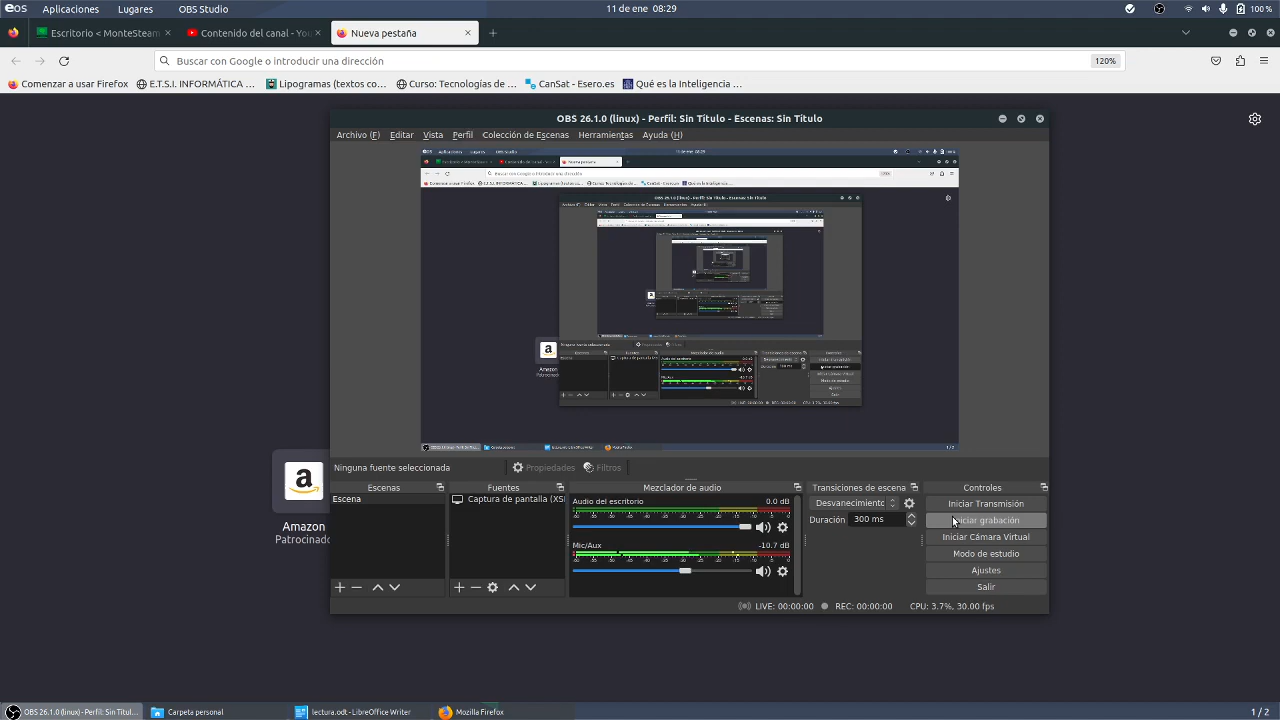 eos Aplicaciones Lugares OBS Studio 11 de ene 08:29 100 %
Escritorio < MonteSteam Contenido del canal - You Nueva pestaña
Buscar con Google o introducir una dirección 120%
Comenzar a usar Firefox E.T.S.I. INFORMÁTICA ... Lipogramas (textos co... Curso: Tecnologías de ... CanSat - Esero.es Qué es la Inteligencia ...
OBS 26.1.0 (linux) - Perfil: Sin Título - Escenas: Sin Título
Archivo (F) Editar Vista Perfil Colección de Escenas Herramientas Ayuda (H)
Amazon
Patrocinado
Ninguna fuente seleccionada Propiedades Filtros
Escenas Fuentes Mezclador de audio Transiciones de escena Controles
Escena Captura de pantalla (XS Audio del escritorio 0.0 dB Desvanecimiento Iniciar Transmisión
Duración 300 ms Iniciar grabación
Mic/Aux -10.7 dB Iniciar Cámara Virtual
Modo de estudio
Ajustes
Salir
LIVE: 00:00:00 REC: 00:00:00 CPU: 3.7%, 30.00 fps
OBS 26.1.0 (linux) - Perfil: Sin Títul... Carpeta personal lectura.odt - LibreOffice Writer Mozilla Firefox 1 / 2